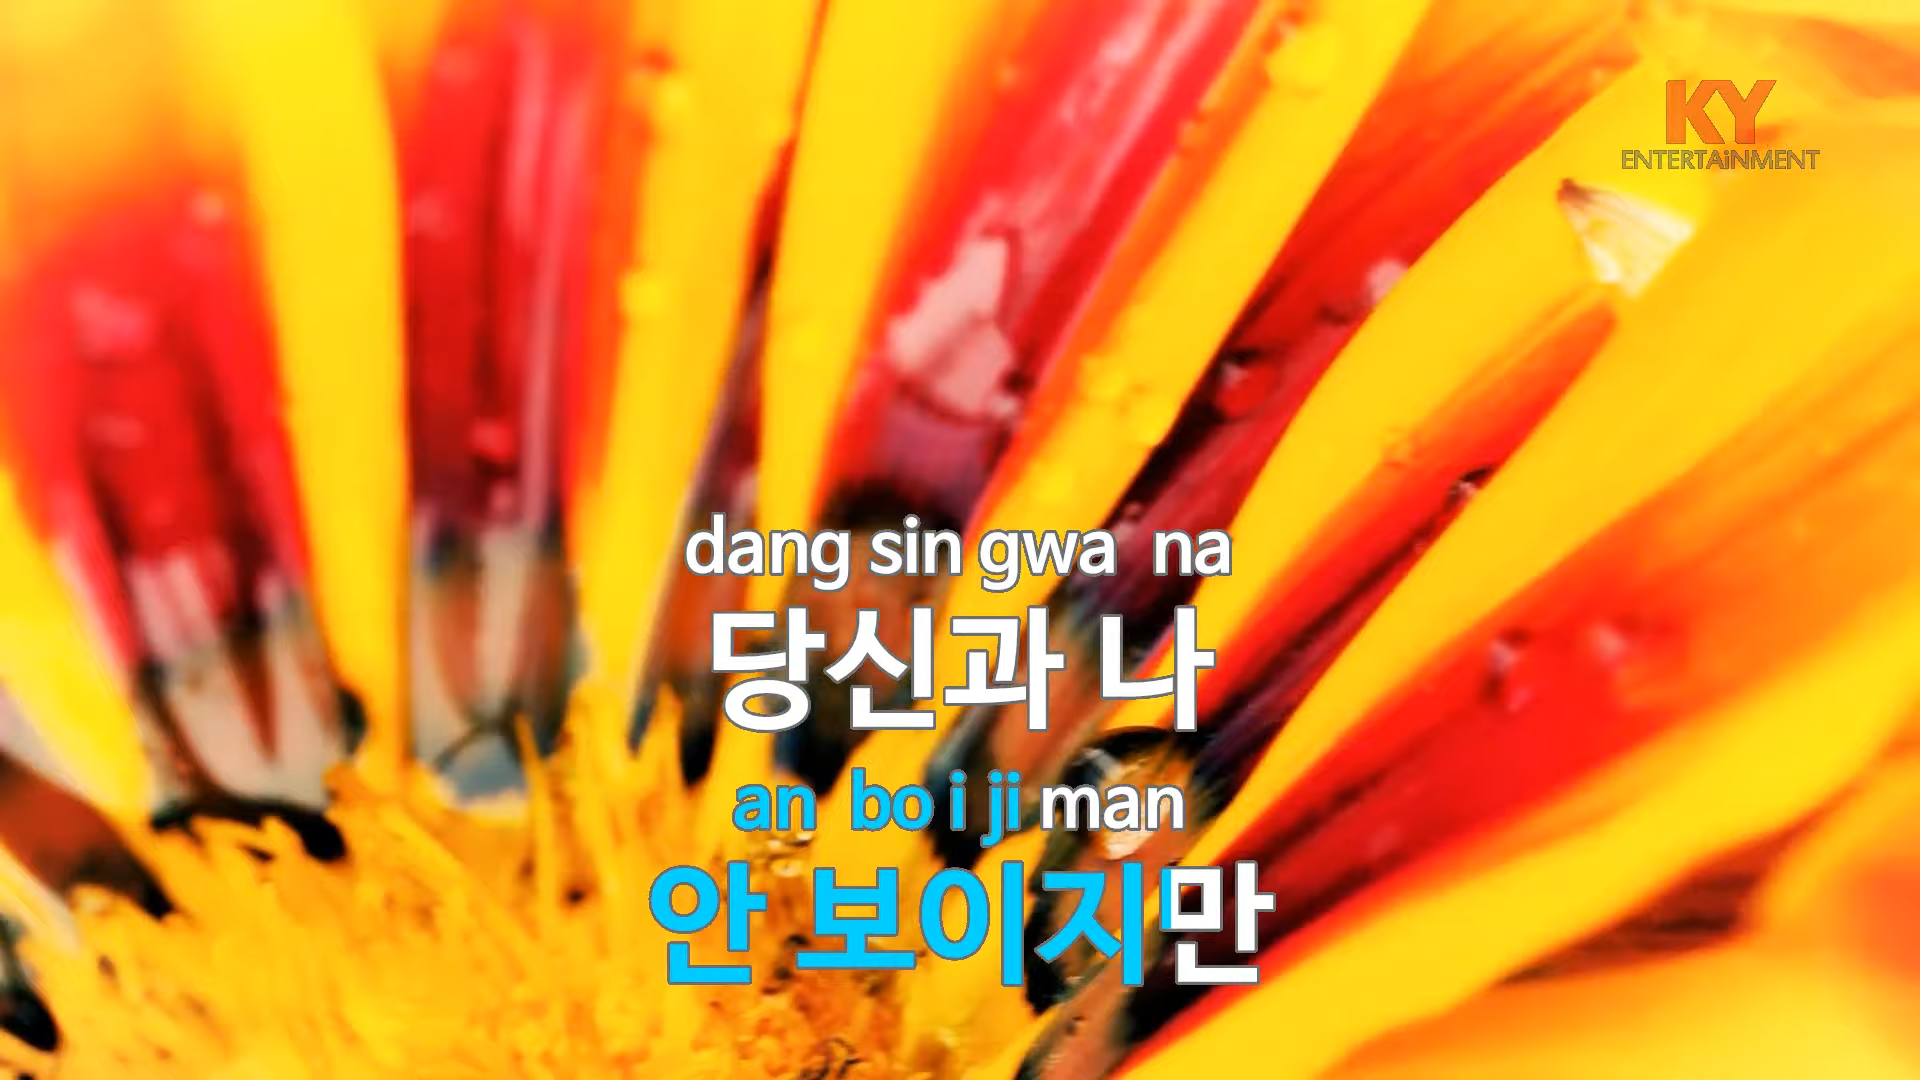 KY
ENTERTAiNMENT
dang sin gwa na
당신과 나
an bo i ji man
안 보이지만